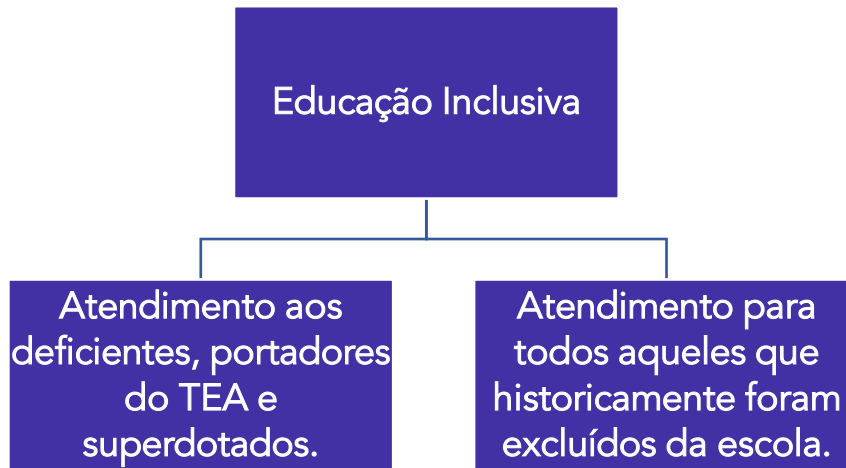 Educação Inclusiva
Atendimento aos
deficientes, portadores
do TEA e
superdotados.
Atendimento para
todos aqueles que
historicamente foram
excluídos da escola.